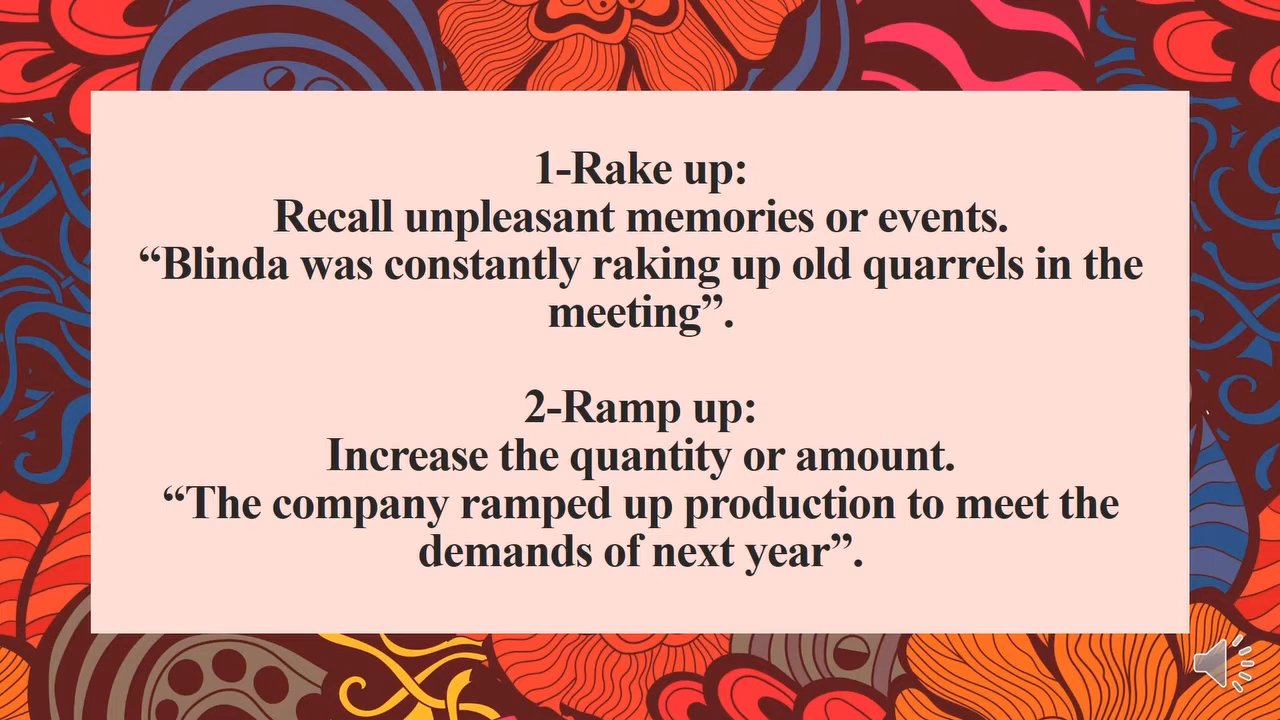 1-Rake up:
Recall unpleasant memories or events.
“Blinda was constantly raking up old quarrels in the
meeting”.
2-Ramp up:
Increase the quantity or amount.
“The company ramped up production to meet the
demands of next year”.